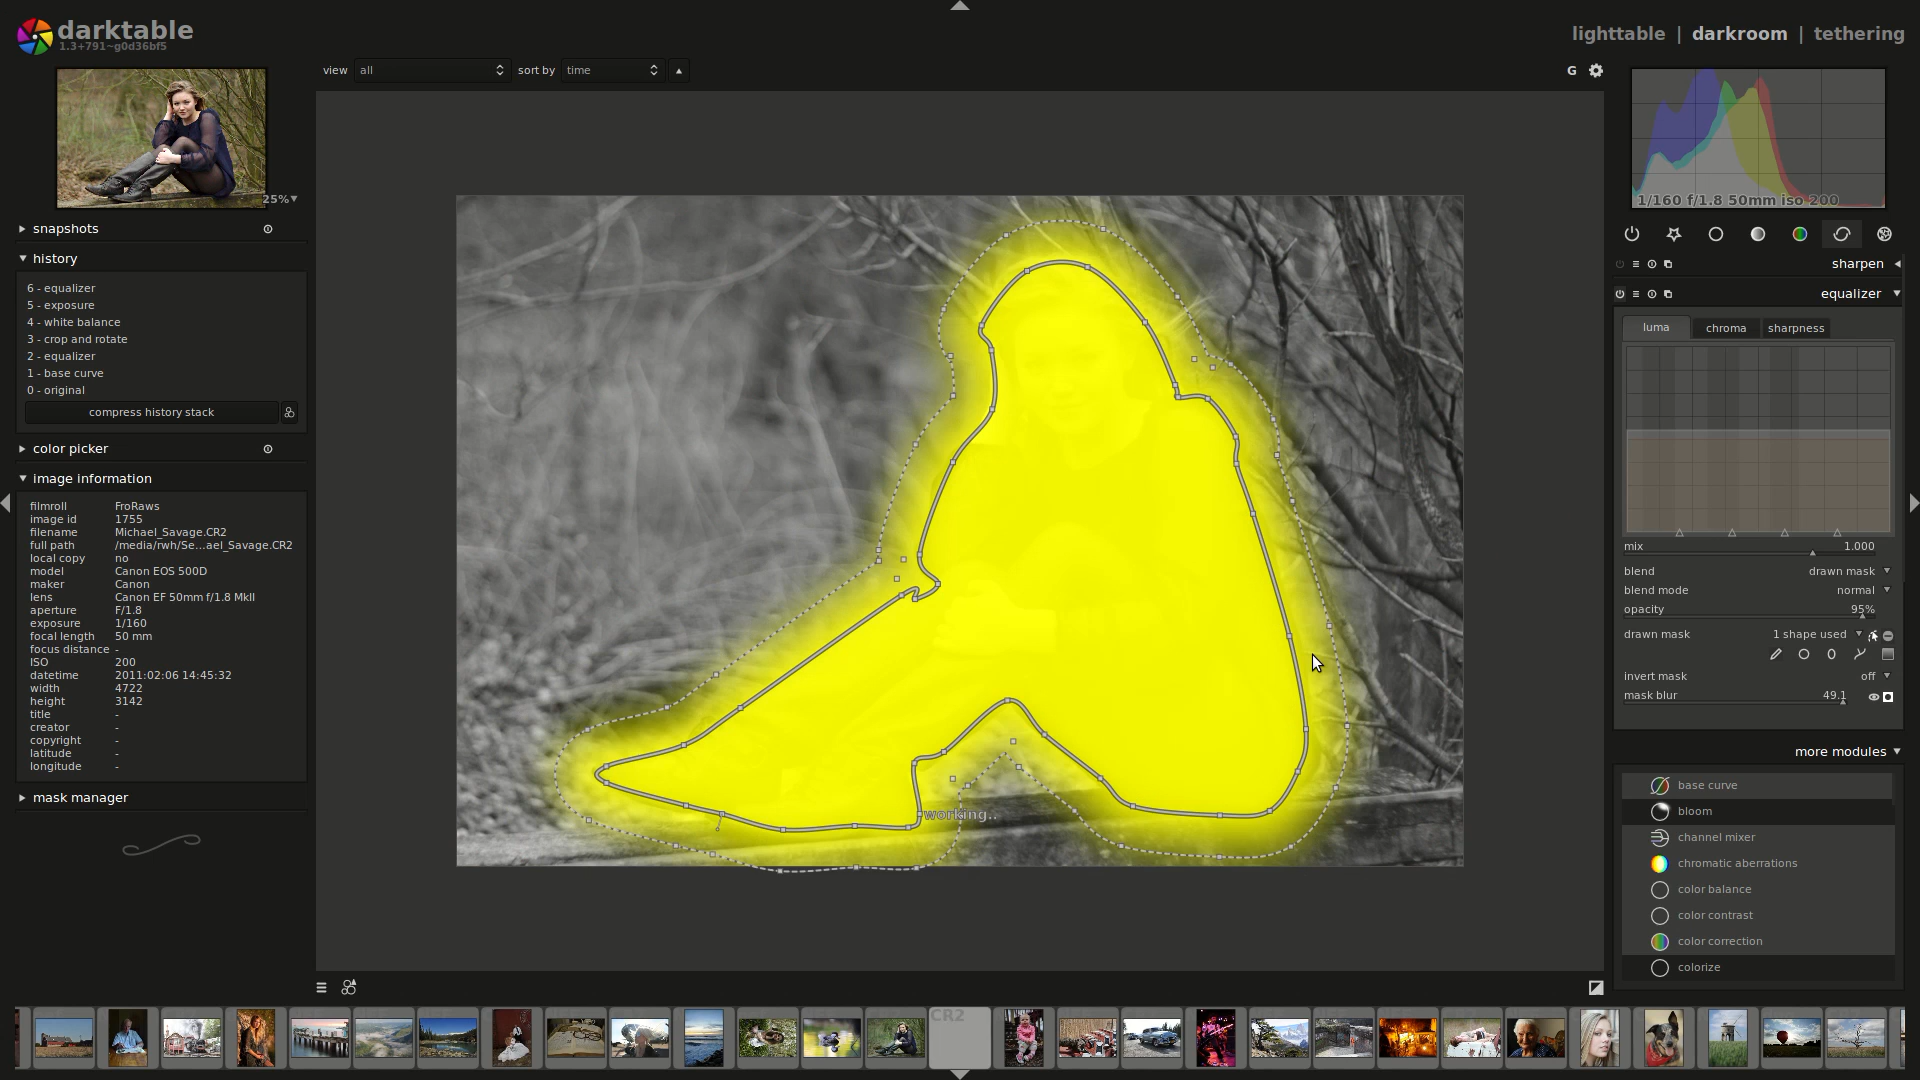 darktable
1.3+791~g0d36bf5
lighttable | darkroom | tethering
view all sort by time
G
25%
1/160 f/1.8 50mm iso 200
snapshots
history
6 - equalizer
5 - exposure
4 - white balance
3 - crop and rotate
2 - equalizer
1 - base curve
0 - original
compress history stack
color picker
image information
filmroll FroRaws
image id 1755
filename Michael_Savage.CR2
full path /media/rwh/Se...ael_Savage.CR2
local copy no
model Canon EOS 500D
maker Canon
lens Canon EF 50mm f/1.8 MkII
aperture F/1.8
exposure 1/160
focal length 50 mm
focus distance -
ISO 200
datetime 2011:02:06 14:45:32
width 4722
height 3142
title -
creator -
copyright -
latitude -
longitude -
mask manager
working..
sharpen
equalizer
luma chroma sharpness
mix 1.000
blend drawn mask
blend mode normal
opacity 95%
drawn mask 1 shape used
invert mask off
mask blur 49.1
more modules
base curve
bloom
channel mixer
chromatic aberrations
color balance
color contrast
color correction
colorize
CR2